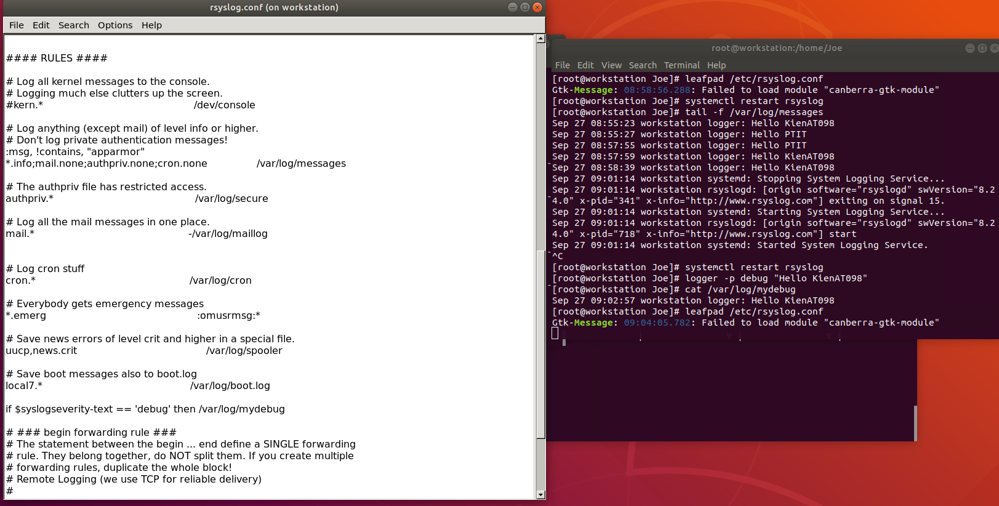 rsyslog.conf (on workstation)
File Edit Search Options Help
#### RULES ####
# Log all kernel messages to the console.
# Logging much else clutters up the screen.
#kern.* /dev/console
# Log anything (except mail) of level info or higher.
# Don't log private authentication messages!
:msg, !contains, "apparmor"
*.info;mail.none;authpriv.none;cron.none /var/log/messages
# The authpriv file has restricted access.
authpriv.* /var/log/secure
# Log all the mail messages in one place.
mail.* -/var/log/maillog
# Log cron stuff
cron.* /var/log/cron
# Everybody gets emergency messages
*.emerg :omusrmsg:*
# Save news errors of level crit and higher in a special file.
uucp,news.crit /var/log/spooler
# Save boot messages also to boot.log
local7.* /var/log/boot.log
if $syslogseverity-text == 'debug' then /var/log/mydebug
# ### begin forwarding rule ###
# The statement between the begin ... end define a SINGLE forwarding
# rule. They belong together, do NOT split them. If you create multiple
# forwarding rules, duplicate the whole block!
# Remote Logging (we use TCP for reliable delivery)
#
root@workstation:/home/Joe
File Edit View Search Terminal Help
[root@workstation Joe]# leafpad /etc/rsyslog.conf
Gtk-Message: 08:58:56.288: Failed to load module "canberra-gtk-module"
[root@workstation Joe]# systemctl restart rsyslog
[root@workstation Joe]# tail -f /var/log/messages
Sep 27 08:55:23 workstation logger: Hello KienAT098
Sep 27 08:55:27 workstation logger: Hello PTIT
Sep 27 08:57:55 workstation logger: Hello PTIT
Sep 27 08:57:59 workstation logger: Hello KienAT098
Sep 27 08:58:39 workstation logger: Hello KienAT098
Sep 27 09:01:14 workstation systemd: Stopping System Logging Service...
Sep 27 09:01:14 workstation rsyslogd: [origin software="rsyslogd" swVersion="8.2
4.0" x-pid="341" x-info="http://www.rsyslog.com"] exiting on signal 15.
Sep 27 09:01:14 workstation systemd: Starting System Logging Service...
Sep 27 09:01:14 workstation rsyslogd: [origin software="rsyslogd" swVersion="8.2
4.0" x-pid="718" x-info="http://www.rsyslog.com"] start
Sep 27 09:01:14 workstation systemd: Started System Logging Service.
^C
[root@workstation Joe]# systemctl restart rsyslog
[root@workstation Joe]# logger -p debug "Hello KienAT098"
[root@workstation Joe]# cat /var/log/mydebug
Sep 27 09:02:57 workstation logger: Hello KienAT098
[root@workstation Joe]# leafpad /etc/rsyslog.conf
Gtk-Message: 09:04:05.782: Failed to load module "canberra-gtk-module"